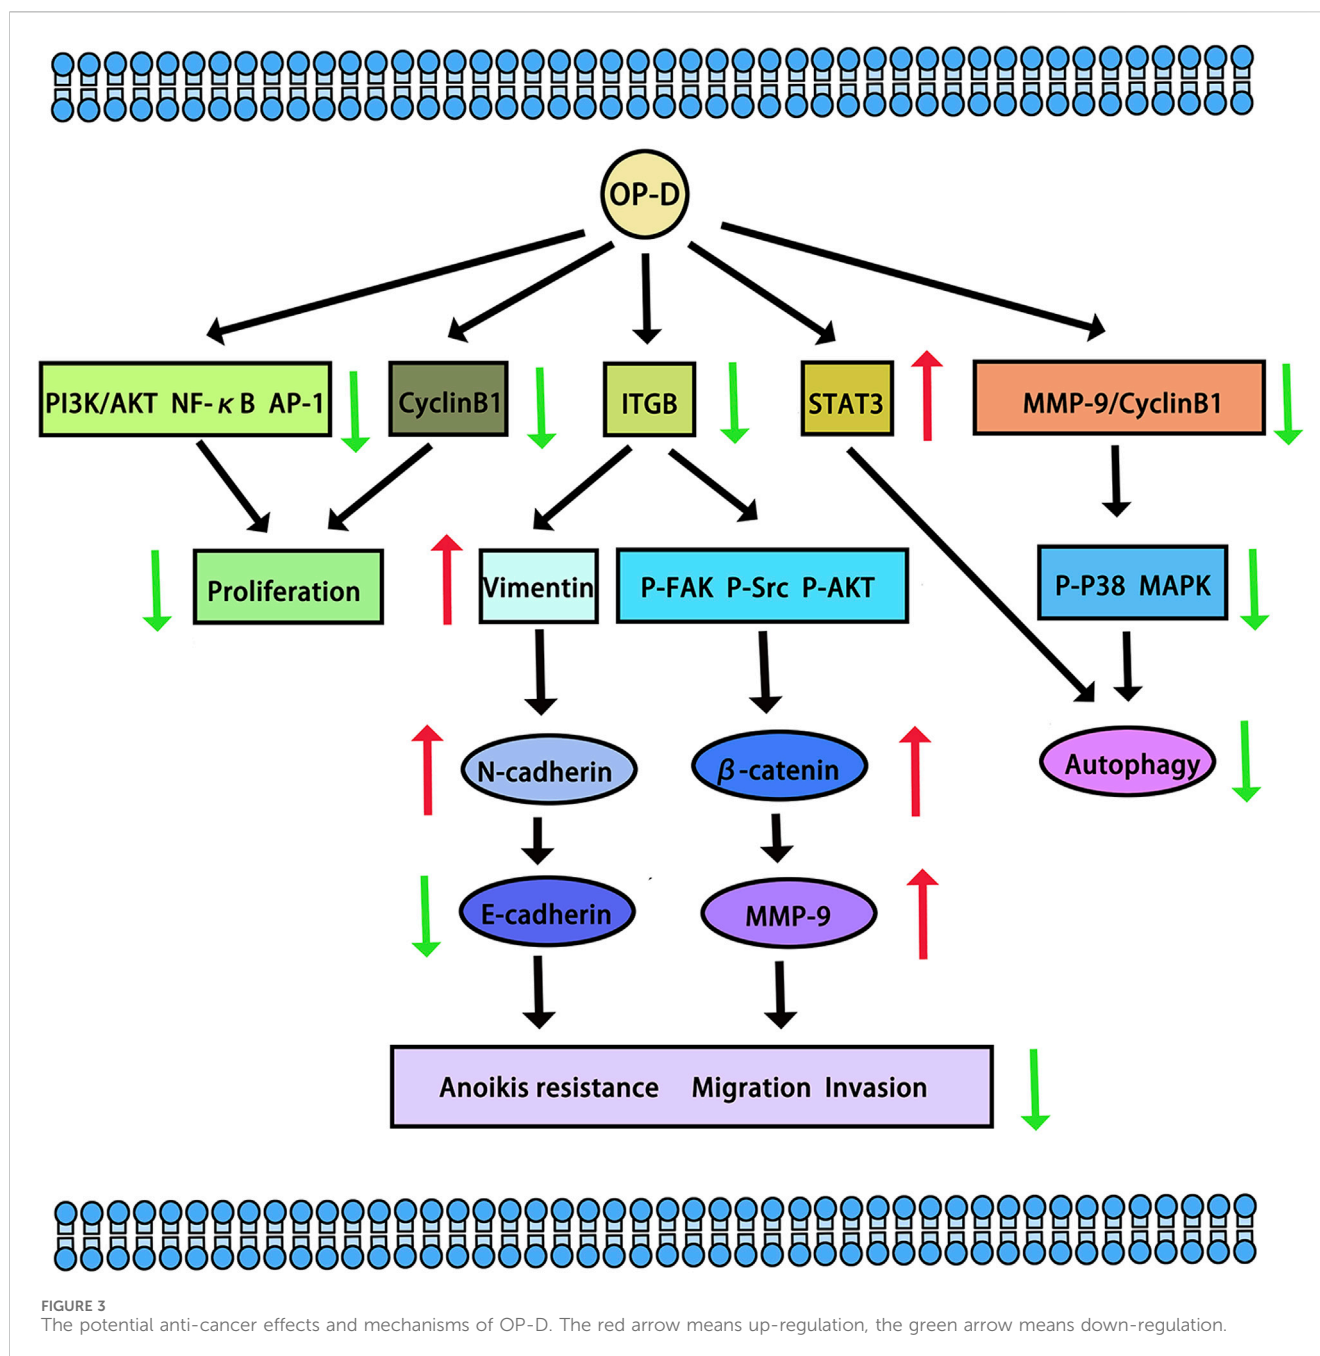 OP-D
PI3K/AKT NF-κB AP-1
CyclinB1
ITGB
STAT3
MMP-9/CyclinB1
Proliferation
Vimentin
P-FAK P-Src P-AKT
P-P38 MAPK
N-cadherin
β-catenin
Autophagy
E-cadherin
MMP-9
Anoikis resistance Migration Invasion
FIGURE 3
The potential anti-cancer effects and mechanisms of OP-D. The red arrow means up-regulation, the green arrow means down-regulation.